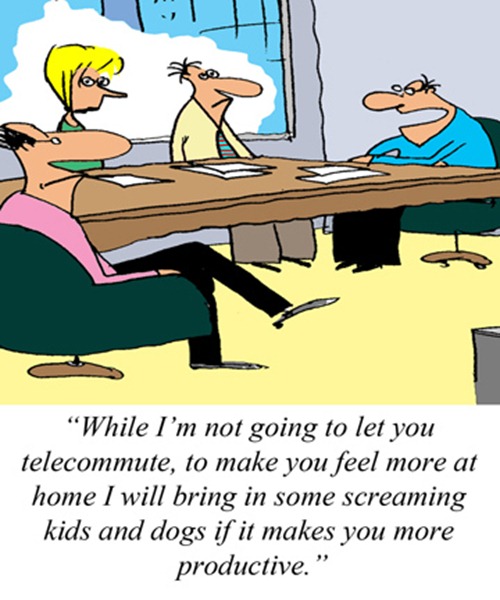 “While I’m not going to let you
telecommute, to make you feel more at
home I will bring in some screaming
kids and dogs if it makes you more
productive.”